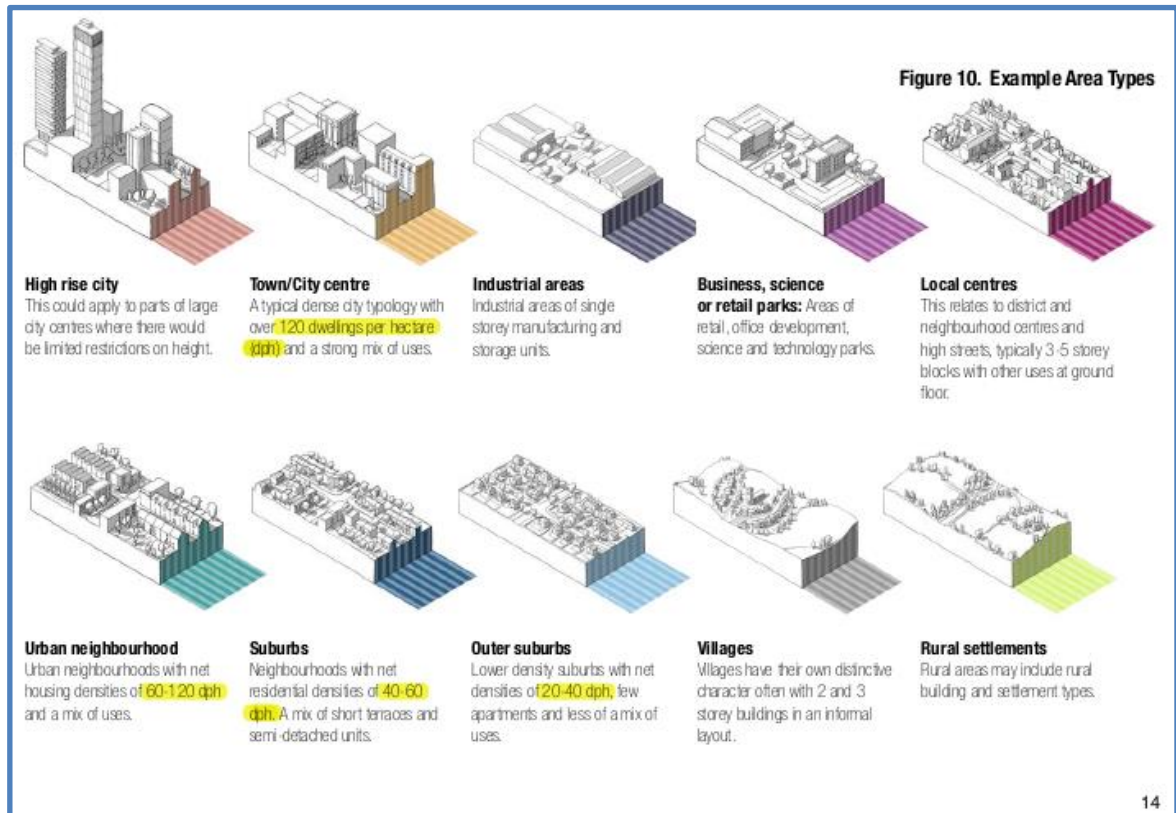 Figure 10. Example Area Types
High rise city
This could apply to parts of large
city centres where there would
be limited restrictions on height.
Town/City centre
A typical dense city typology with
over 120 dwellings per hectare
(dph) and a strong mix of uses.
Industrial areas
Industrial areas of single
storey manufacturing and
storage units.
Business, science
or retail parks: Areas of
retail, office development,
science and technology parks.
Local centres
This relates to district and
neighbourhood centres and
high streets, typically 3-5 storey
blocks with other uses at ground
floor.
Urban neighbourhood
Urban neighbourhoods with net
housing densities of 60-120 dph
and a mix of uses.
Suburbs
Neighbourhoods with net
residential densities of 40-60
dph. A mix of short terraces and
semi-detached units.
Outer suburbs
Lower density suburbs with net
densities of 20-40 dph, few
apartments and less of a mix of
uses.
Villages
Villages have their own distinctive
character often with 2 and 3
storey buildings in an informal
layout.
Rural settlements
Rural areas may include rural
building and settlement types.
14